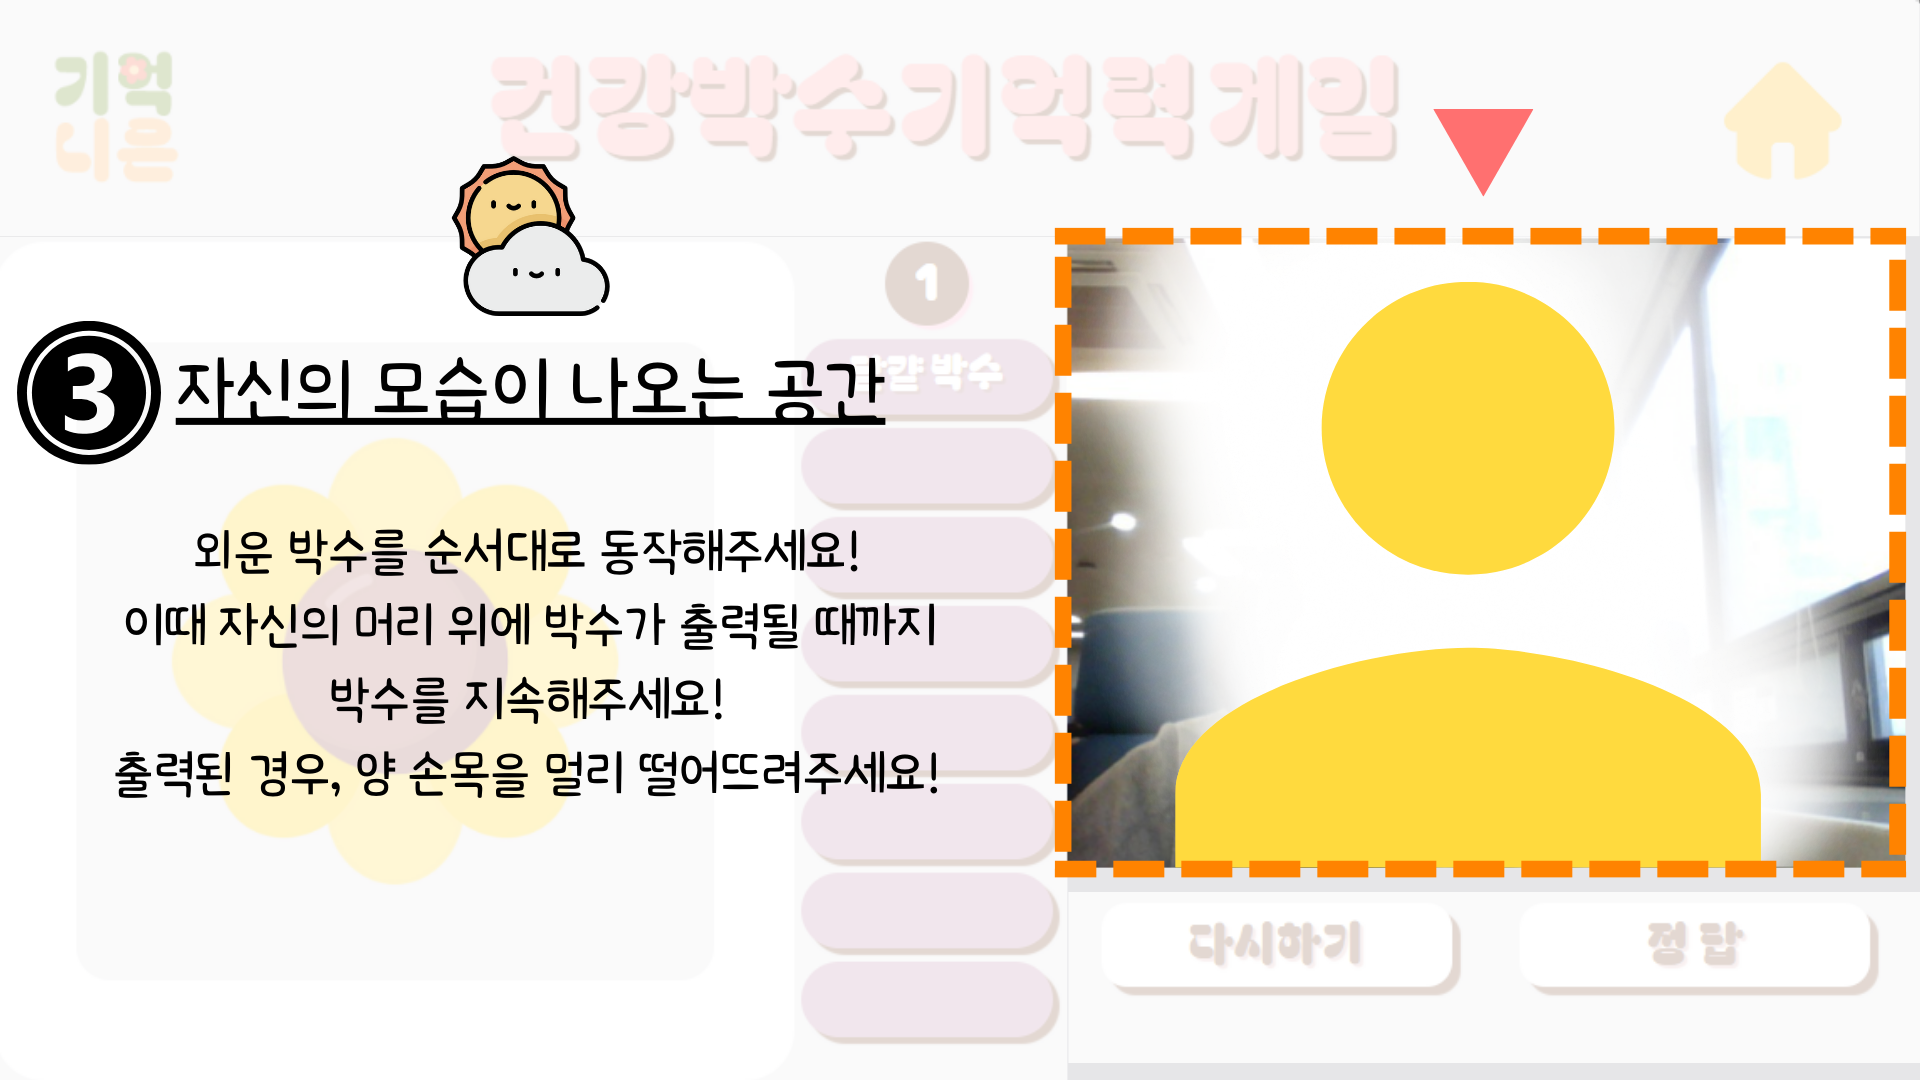 기억
니은
건강박수기억력게임
1
박수
3 자신의 모습이 나오는 공간
외운 박수를 순서대로 동작해주세요!
이때 자신의 머리 위에 박수가 출력될 때까지
박수를 지속해주세요!
출력된 경우, 양 손목을 멀리 떨어뜨려주세요!
다시하기
정답